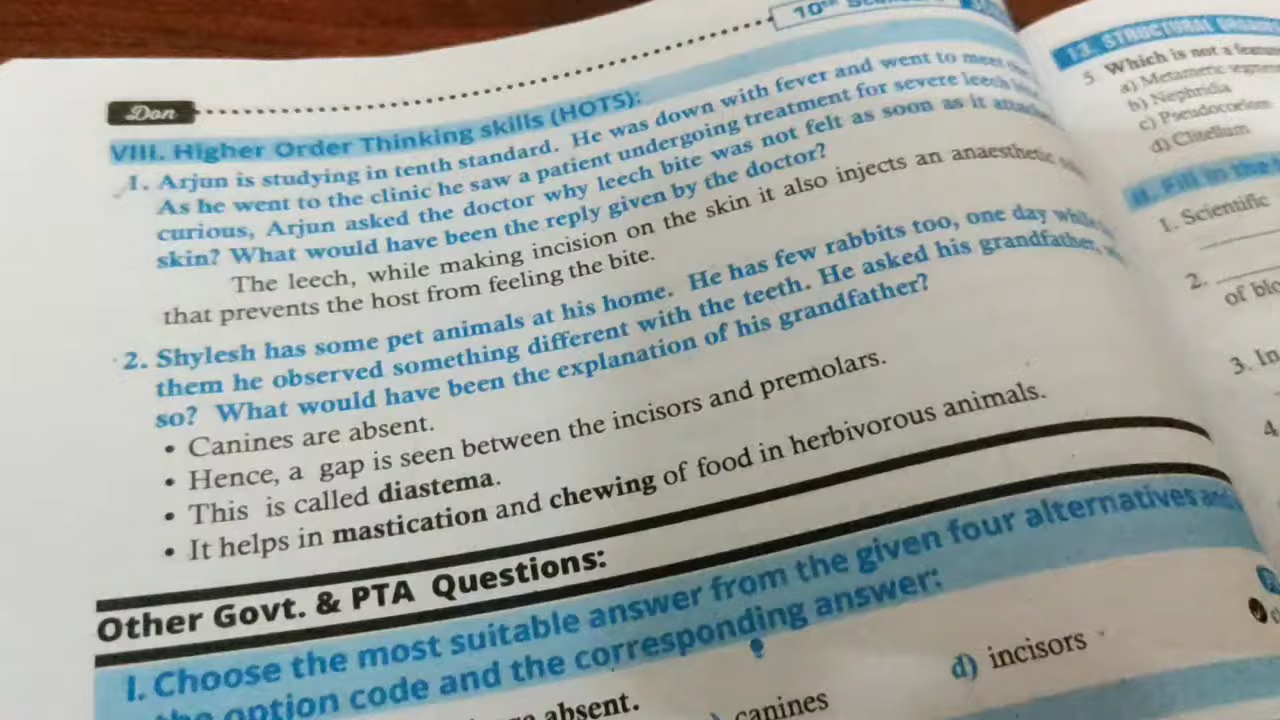 Don
10th
VIII. Higher Order Thinking skills (HOTS):
1. Arjun is studying in tenth standard. He was down with fever and went to meet
As he went to the clinic he saw a patient undergoing treatment for severe leech
curious, Arjun asked the doctor why leech bite was not felt as soon as it
skin? What would have been the reply given by the doctor?
The leech, while making incision on the skin it also injects an anaesthetic
that prevents the host from feeling the bite.
2. Shylesh has some pet animals at his home. He has few rabbits too, one day while
them he observed something different with the teeth. He asked his grandfather,
so? What would have been the explanation of his grandfather?
• Canines are absent.
• Hence, a gap is seen between the incisors and premolars.
• This is called diastema.
• It helps in mastication and chewing of food in herbivorous animals.
Other Govt. & PTA Questions:
I. Choose the most suitable answer from the given four alternatives and
the option code and the corresponding answer:
absent.
canines
d) incisors
13. STRUCTURAL
5. Which is not a
a) Metameric
b) Nephridia
c) Pseudocoelom
d) Clitellum
II. Fill in the
1. Scientific
2.
of
3. In
4